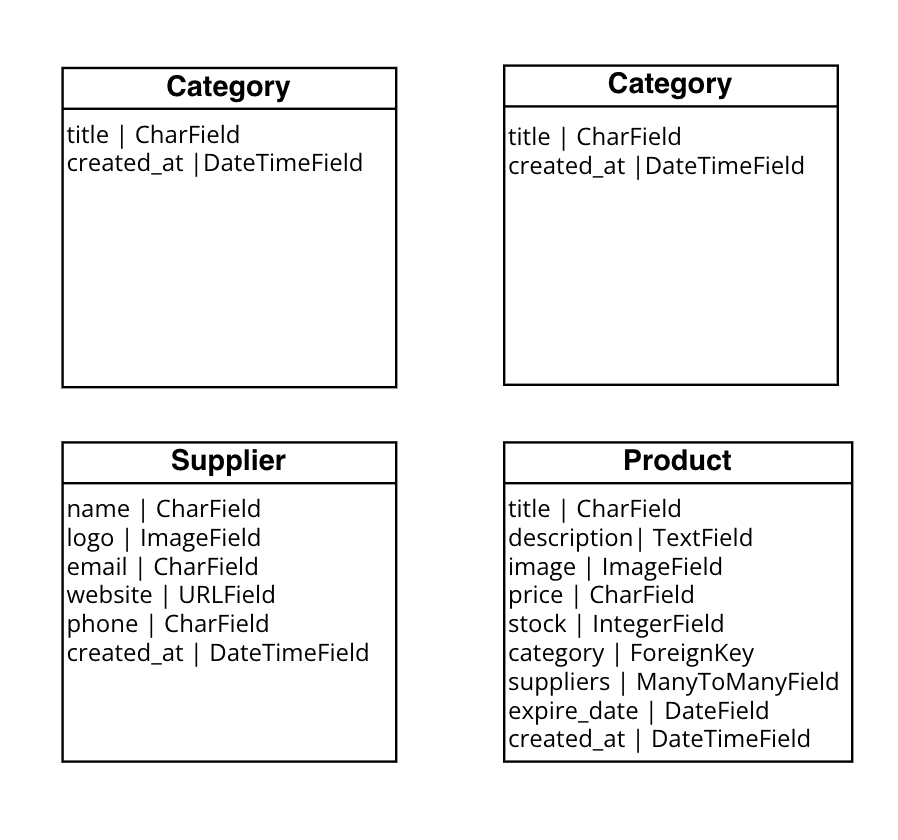 Category
title | CharField
created_at |DateTimeField
Category
title | CharField
created_at |DateTimeField
Supplier
name | CharField
logo | ImageField
email | CharField
website | URLField
phone | CharField
created_at | DateTimeField
Product
title | CharField
description| TextField
image | ImageField
price | CharField
stock | IntegerField
category | ForeignKey
suppliers | ManyToManyField
expire_date | DateField
created_at | DateTimeField